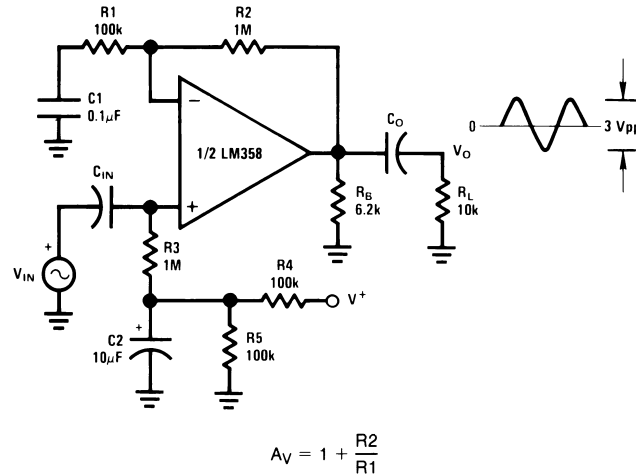 R1
100k
R2
1M
C1
0.1μF
1/2 LM358
−
+
CO
VO
0
3 Vpp
CIN
RB
6.2k
RL
10k
+
VIN
R3
1M
R4
100k
V+
+
C2
10μF
R5
100k
AV = 1 + R2/R1